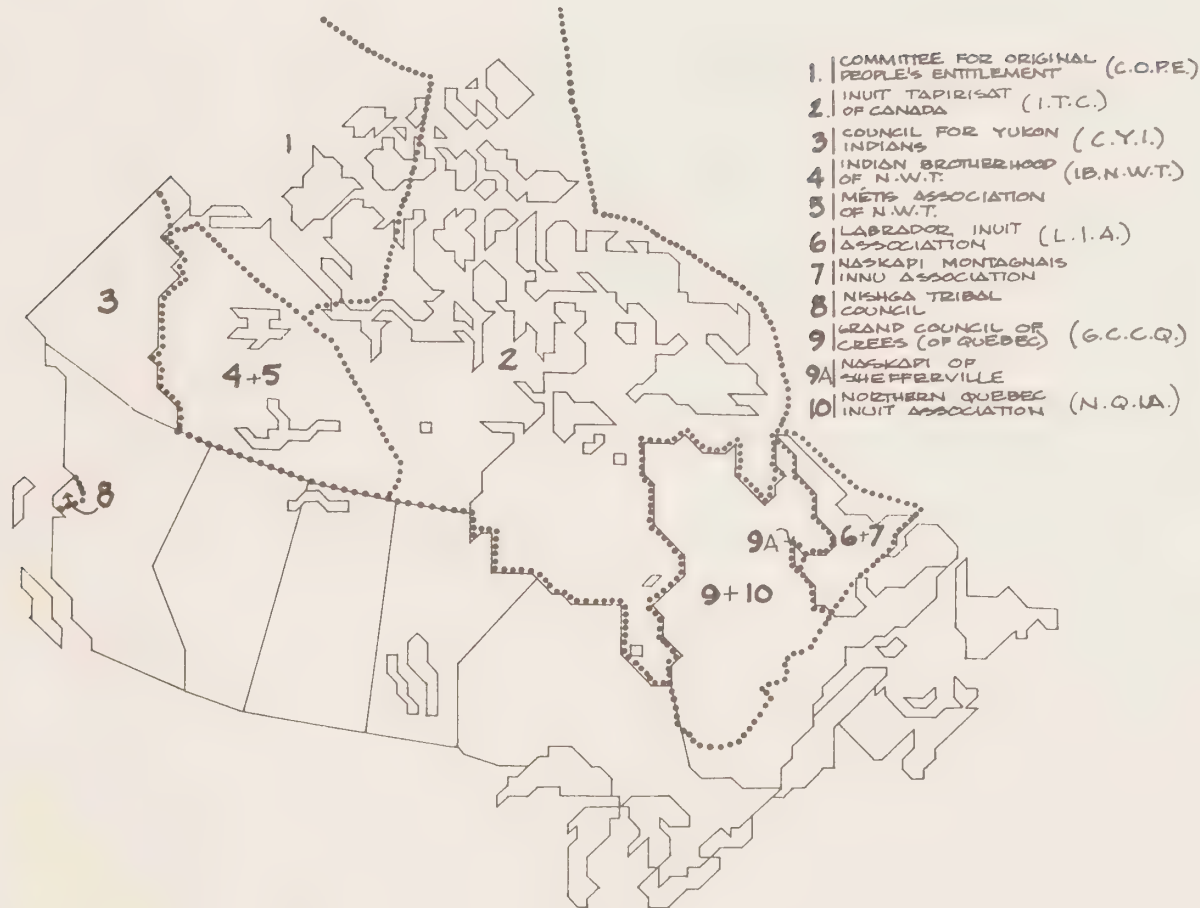 1. COMMITTEE FOR ORIGINAL
PEOPLE'S ENTITLEMENT (C.O.P.E.)
2. INUIT TAPIRISAT
OF CANADA (I.T.C.)
3 COUNCIL FOR YUKON
INDIANS (C.Y.I.)
4 INDIAN BROTHERHOOD
OF N.W.T. (I.B.N.W.T.)
5 MÉTIS ASSOCIATION
OF N.W.T.
6 LABRADOR INUIT
ASSOCIATION (L.I.A.)
7 NASKAPI MONTAGNAIS
INNU ASSOCIATION
8 NISHGA TRIBAL
COUNCIL
9 GRAND COUNCIL OF
CREES (OF QUEBEC) (G.C.C.Q.)
9A NASKAPI OF
SHEFFERVILLE
10 NORTHERN QUEBEC
INUIT ASSOCIATION (N.Q.I.A.)
1
3
4+5
2
8
9A
6+7
9+10